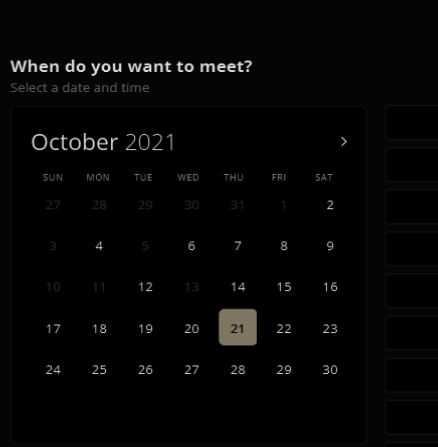 When do you want to meet?
Select a date and time
October 2021 >
SUN MON TUE WED THU FRI SAT
27 28 29 30 31 1 2
3 4 5 6 7 8 9
10 11 12 13 14 15 16
17 18 19 20 21 22 23
24 25 26 27 28 29 30